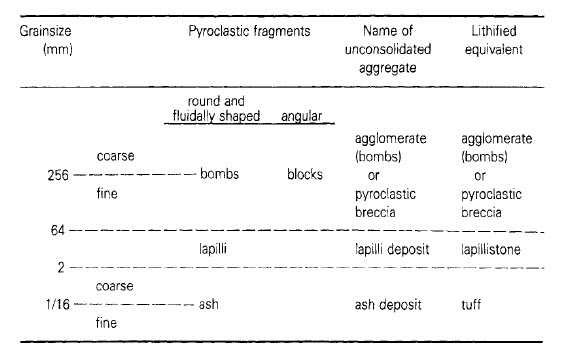 Grainsize (mm) Pyroclastic fragments Name of unconsolidated aggregate Lithified equivalent
round and fluidally shaped angular
coarse
256 bombs blocks agglomerate (bombs) or pyroclastic breccia agglomerate (bombs) or pyroclastic breccia
fine
64
lapilli lapilli deposit lapillistone
2
coarse
1/16 ash ash deposit tuff
fine